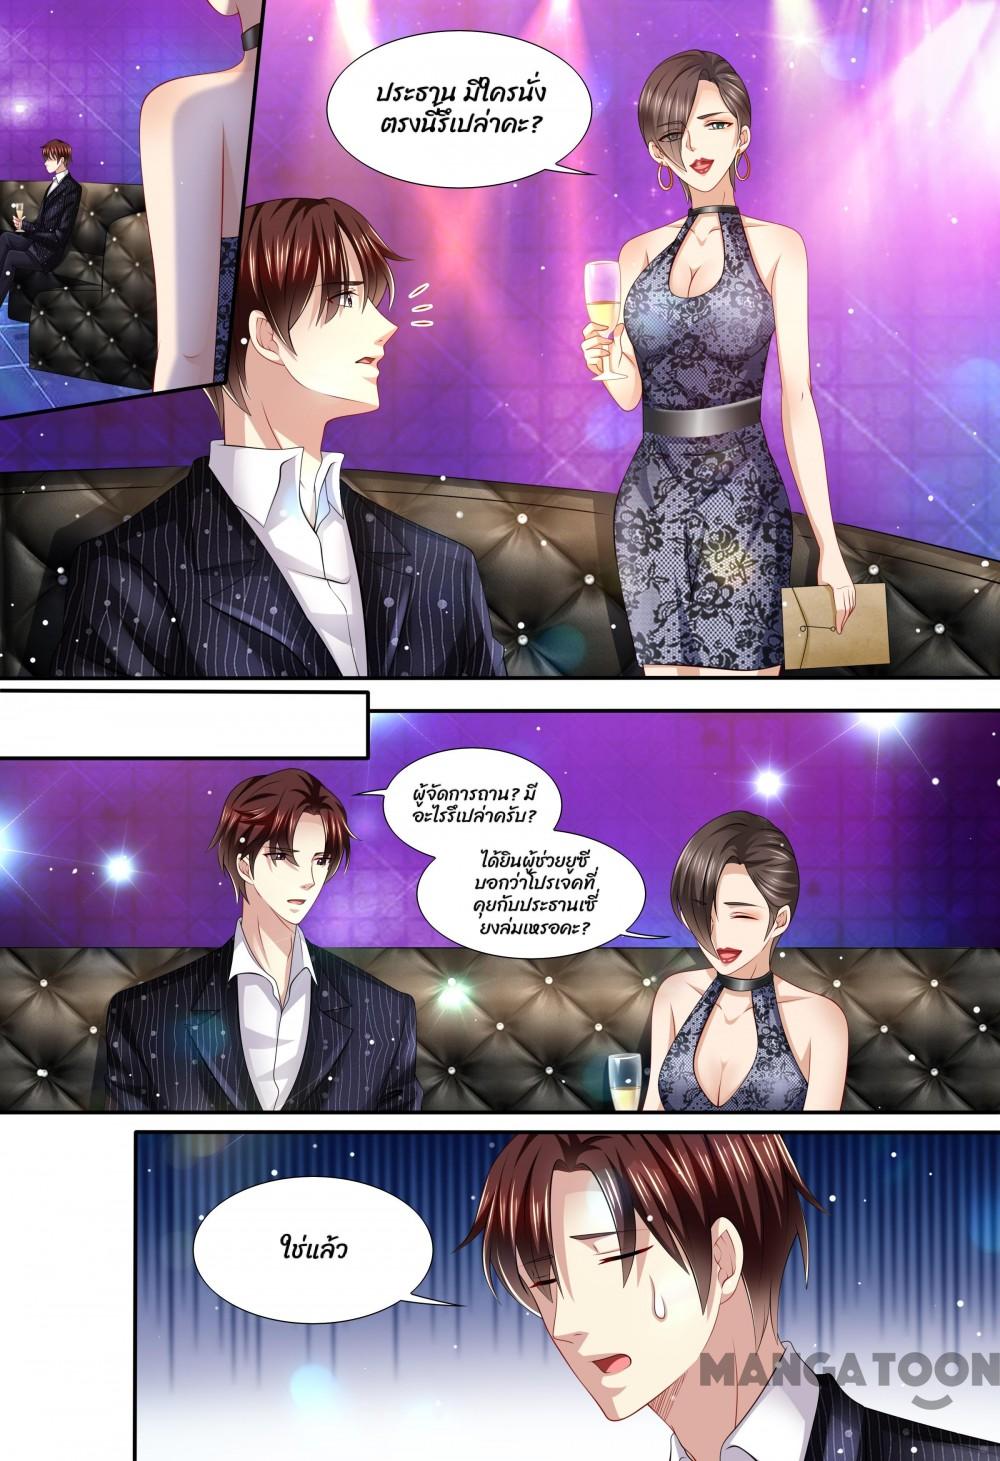 ประธาน มีใครนั่ง
ตรงนี้รึเปล่าคะ?
ผู้จัดการถาน? มี
อะไรรึเปล่าครับ?
ได้ยินผู้ช่วยยูซี
บอกว่าโปรเจคที่
คุยกับประธานเซี่
ยงล่มเหรอคะ?
ใช่แล้ว
MANGATOON